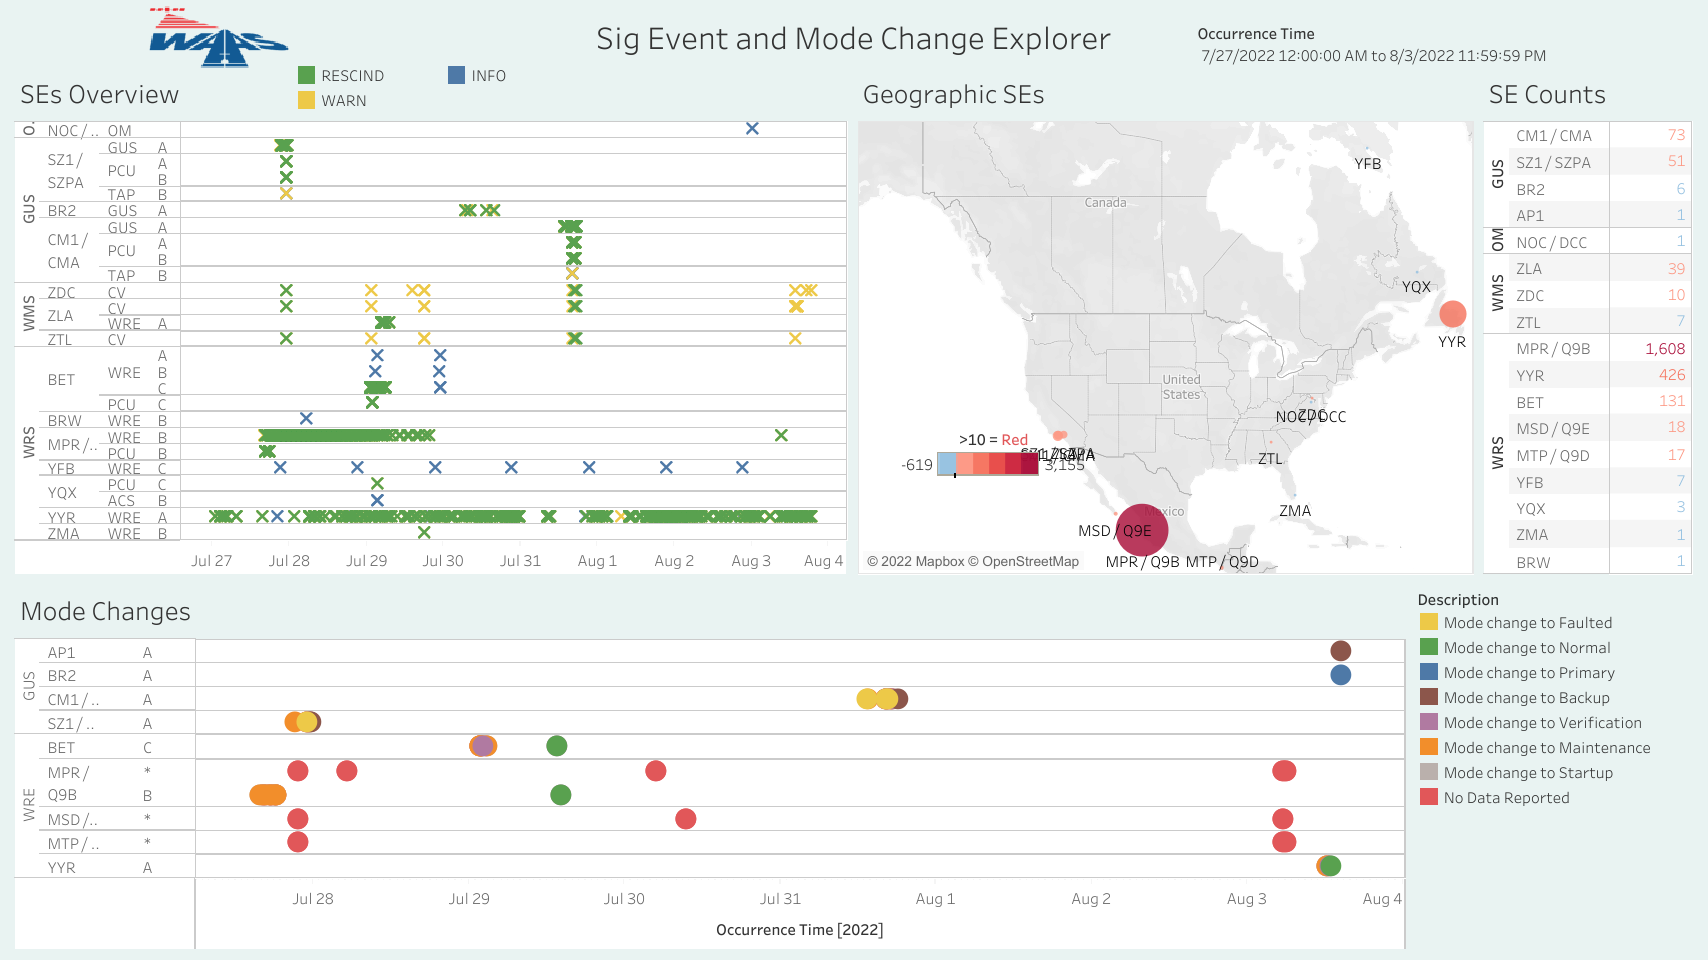 WAAS
Sig Event and Mode Change Explorer
Occurrence Time
7/27/2022 12:00:00 AM to 8/3/2022 11:59:59 PM
RESCIND
INFO
WARN
SEs Overview
NOC / .. OM
GUS
SZ1 / SZPA
GUS A
PCU A
B
TAP B
BR2 GUS A
CM1 / CMA
GUS A
PCU A
B
TAP B
WMS
ZDC CV
ZLA CV
WRE A
ZTL CV
WRS
BET WRE A
B
C
PCU C
BRW WRE B
MPR /.. WRE B
PCU B
YFB WRE C
YQX PCU C
ACS B
YYR WRE A
ZMA WRE B
Jul 27 Jul 28 Jul 29 Jul 30 Jul 31 Aug 1 Aug 2 Aug 3 Aug 4
Geographic SEs
YFB
Canada
YQX
YYR
United States
NOC / DCC
ZDC
ZTL
>10 = Red
-619 3,155
ZMA
Mexico
MSD / Q9E
MPR / Q9B MTP / Q9D
© 2022 Mapbox © OpenStreetMap
SE Counts
GUS
CM1 / CMA 73
SZ1 / SZPA 51
BR2 6
AP1 1
OM
NOC / DCC 1
WMS
ZLA 39
ZDC 10
ZTL 7
WRS
MPR / Q9B 1,608
YYR 426
BET 131
MSD / Q9E 18
MTP / Q9D 17
YFB 7
YQX 3
ZMA 1
BRW 1
Mode Changes
GUS
AP1 A
BR2 A
CM1 / .. A
SZ1 / .. A
WRE
BET C
MPR / Q9B *
B
MSD / .. *
MTP / .. *
YYR A
Jul 28 Jul 29 Jul 30 Jul 31 Aug 1 Aug 2 Aug 3 Aug 4
Occurrence Time [2022]
Description
Mode change to Faulted
Mode change to Normal
Mode change to Primary
Mode change to Backup
Mode change to Verification
Mode change to Maintenance
Mode change to Startup
No Data Reported